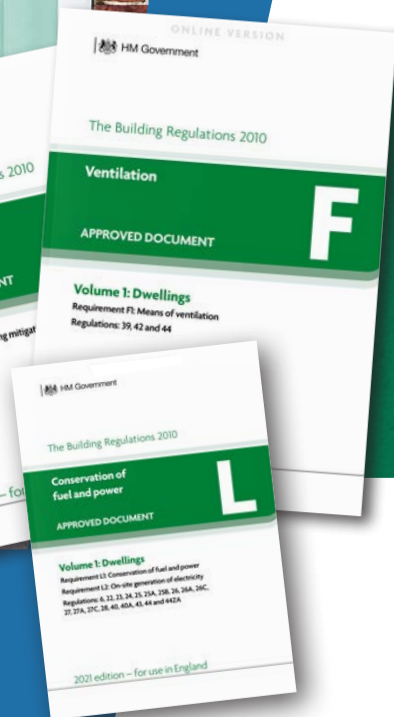 ONLINE VERSION
HM Government
The Building Regulations 2010
Ventilation
F
APPROVED DOCUMENT
Volume 1: Dwellings
Requirement F1: Means of ventilation
Regulations: 39, 42 and 44
s 2010
NT
ng mitigat
– for
HM Government
The Building Regulations 2010
Conservation of
fuel and power
L
APPROVED DOCUMENT
Volume 1: Dwellings
Requirement L1: Conservation of fuel and power
Requirement L2: On-site generation of electricity
Regulations: 6, 22, 23, 24, 25, 25A, 25B, 26, 26A, 26C,
27, 27A, 27C, 28, 40, 40A, 43, 44 and 44ZA
2021 edition – for use in England